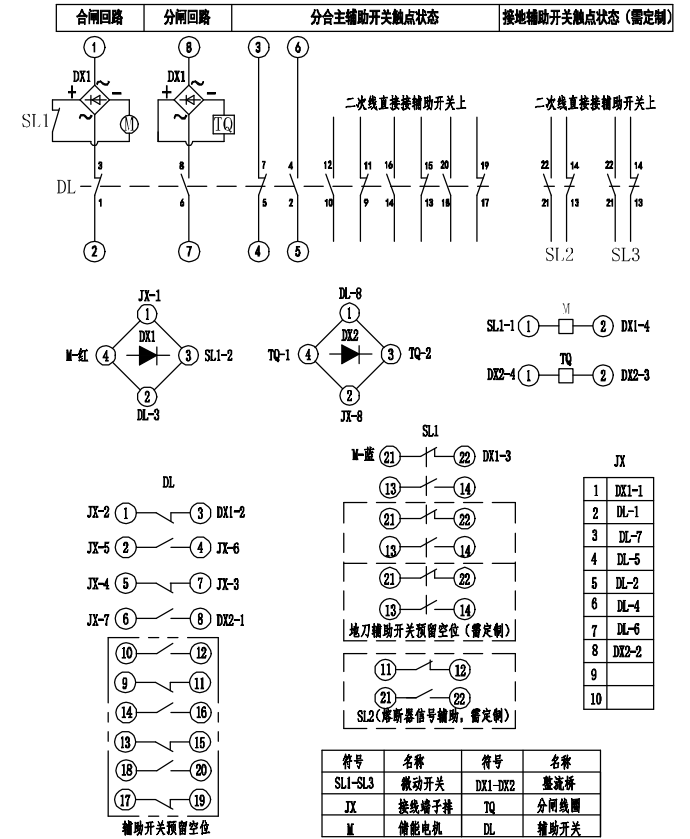 合闸回路 分闸回路 分合主辅助开关触点状态 接地辅助开关触点状态（需定制）
1 8 3 6
DX1 DX1
+ ~ - + ~ -
二次线直接接辅助开关上 二次线直接接辅助开关上
SL1 M TQ
~ ~
3 8 7 4 12 11 16 15 20 19 22 14 22 14
DL
1 6 5 2 10 9 14 13 18 17 21 13 21 13
2 7 4 5 SL2 SL3
JX-1 DL-8
1 1
DX1 DX2
M-红 4 3 SL1-2 TQ-1 4 3 TQ-2
2 2
DL-3 JX-8
M
SL1-1 1 2 DX1-4
TQ
DX2-4 1 2 DX2-3
SL1
M-蓝 21 22 DX1-3
13 14
21 22
13 14
21 22
13 14
地刀辅助开关预留空位（需定制）
11 12
21 22
SL2(熔断器信号辅助，需定制)
DL
JX-2 1 3 DX1-2
JX-5 2 4 JX-6
JX-4 5 7 JX-3
JX-7 6 8 DX2-1
10 12
9 11
14 16
13 15
18 20
17 19
辅助开关预留空位
JX
1 DX1-1
2 DL-1
3 DL-7
4 DL-5
5 DL-2
6 DL-4
7 DL-6
8 DX2-2
9
10
符号 名称 符号 名称
SL1-SL3 微动开关 DX1-DX2 整流桥
JX 接线端子排 TQ 分闸线圈
M 储能电机 DL 辅助开关